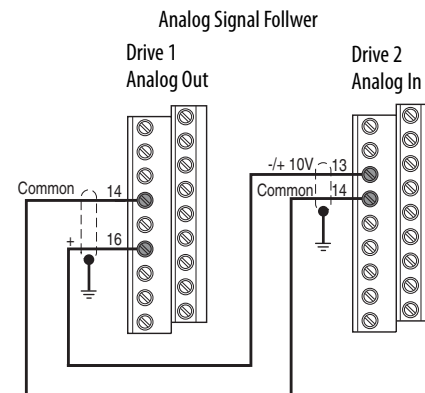 Analog Signal Follwer
Drive 1
Analog Out
Drive 2
Analog In
-/+ 10V 13
Common 14
Common 14
+ 16